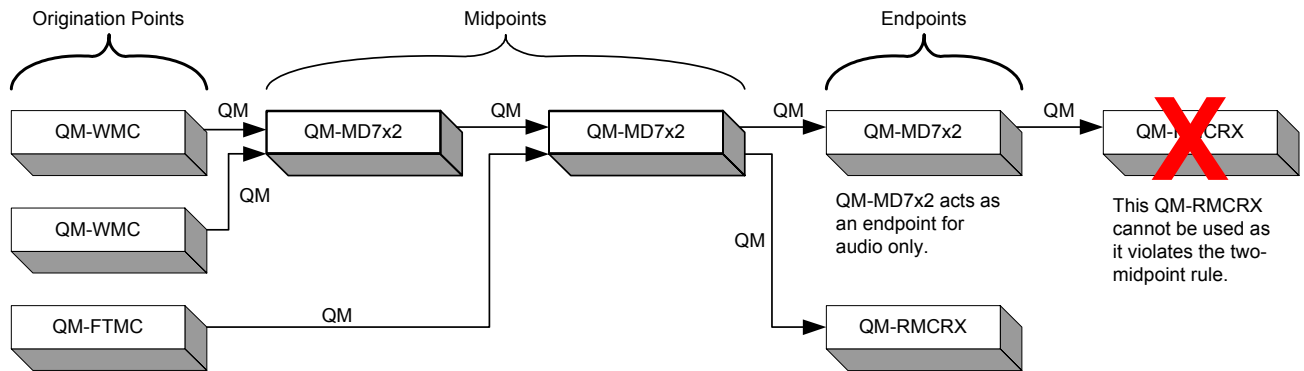 Origination Points
Midpoints
Endpoints
QM-WMC
QM
QM-MD7x2
QM
QM-MD7x2
QM
QM-MD7x2
QM
QM-RMCRX
QM
QM-WMC
QM-MD7x2 acts as
an endpoint for
audio only.
This QM-RMCRX
cannot be used as
it violates the two-
midpoint rule.
QM
QM-FTMC
QM
QM-RMCRX